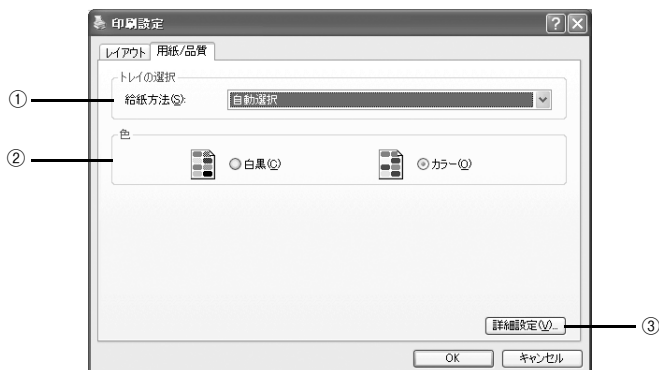 印刷設定
レイアウト 用紙/品質
トレイの選択
① 給紙方法(S): 自動選択
② 色
白黒(C) カラー(O)
詳細設定(V)... ③
OK キャンセル